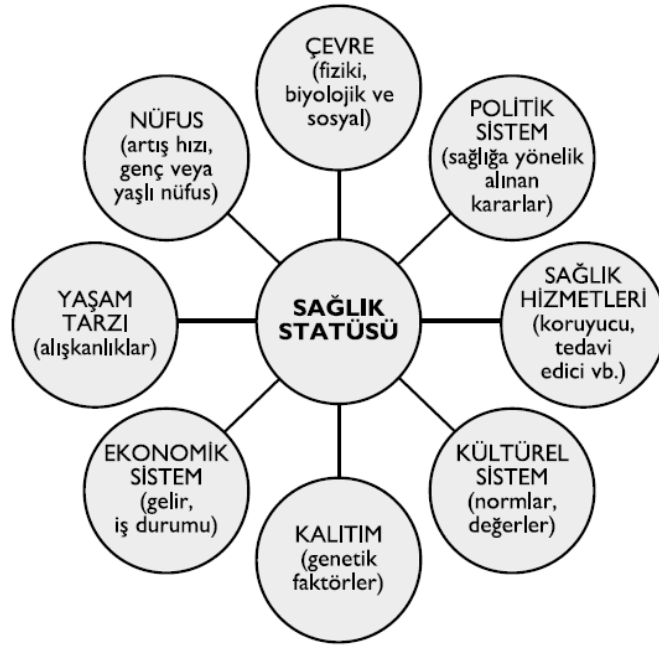 ÇEVRE
(fiziki,
biyolojik ve
sosyal)
POLİTİK
SİSTEM
(sağlığa yönelik
alınan
kararlar)
SAĞLIK
HİZMETLERİ
(koruyucu,
tedavi
edici vb.)
KÜLTÜREL
SİSTEM
(normlar,
değerler)
KALITIM
(genetik
faktörler)
EKONOMİK
SİSTEM
(gelir,
iş durumu)
YAŞAM
TARZI
(alışkanlıklar)
NÜFUS
(artış hızı,
genç veya
yaşlı nüfus)
SAĞLIK
STATÜSÜ